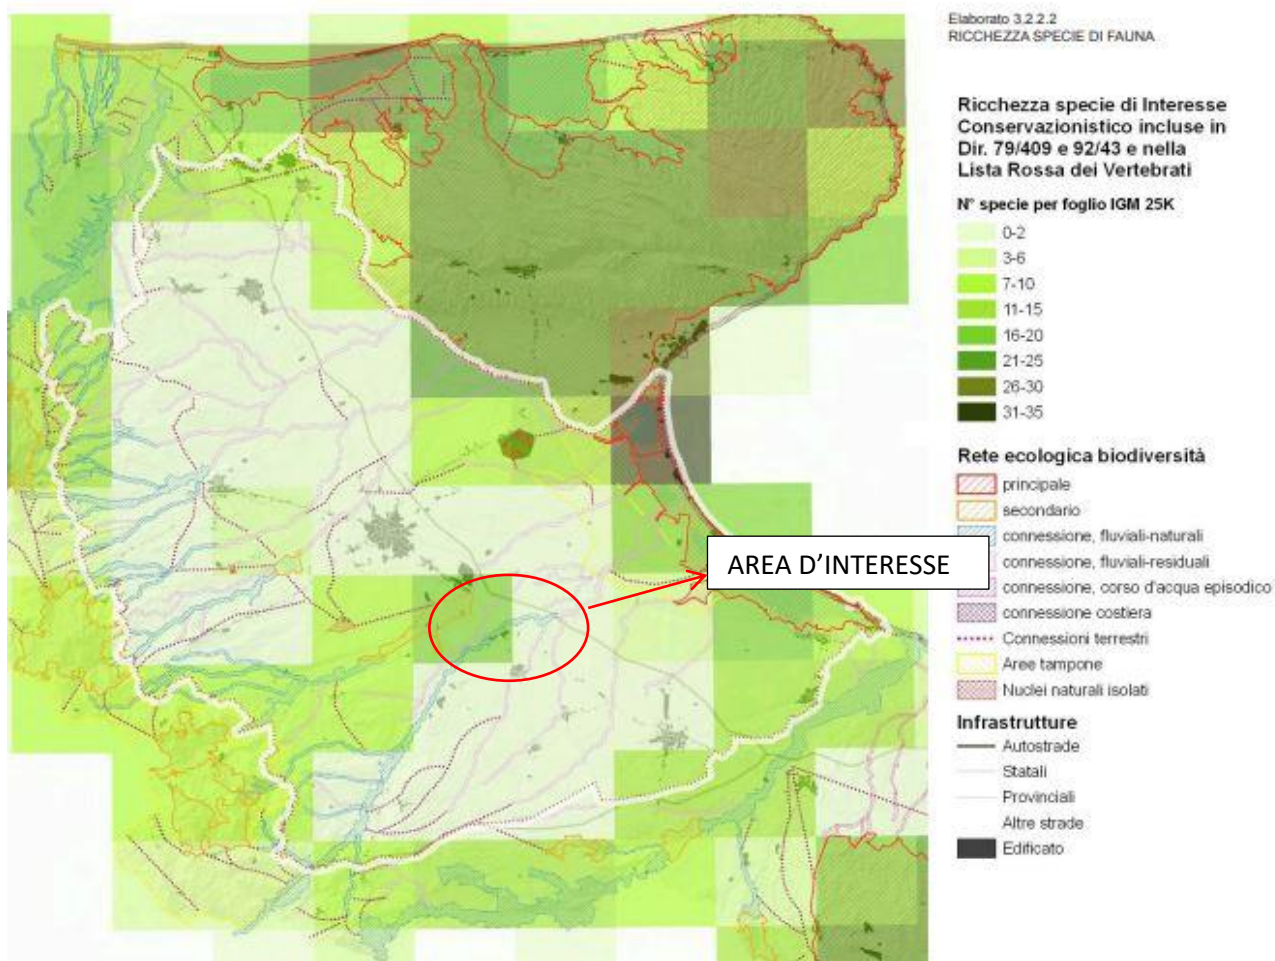 Elaborato 3.2.2.2
RICCHEZZA SPECIE DI FAUNA
Ricchezza specie di Interesse
Conservazionistico incluse in
Dir. 79/409 e 92/43 e nella
Lista Rossa dei Vertebrati
N° specie per foglio IGM 25K
0-2
3-6
7-10
11-15
16-20
21-25
26-30
31-35
Rete ecologica biodiversità
principale
secondario
connessione, fluviali-naturali
connessione, fluviali-residuali
connessione, corso d'acqua episodico
connessione costiera
Connessioni terrestri
Aree tampone
Nuclei naturali isolati
Infrastrutture
Autostrade
Statali
Provinciali
Altre strade
Edificato
AREA D'INTERESSE